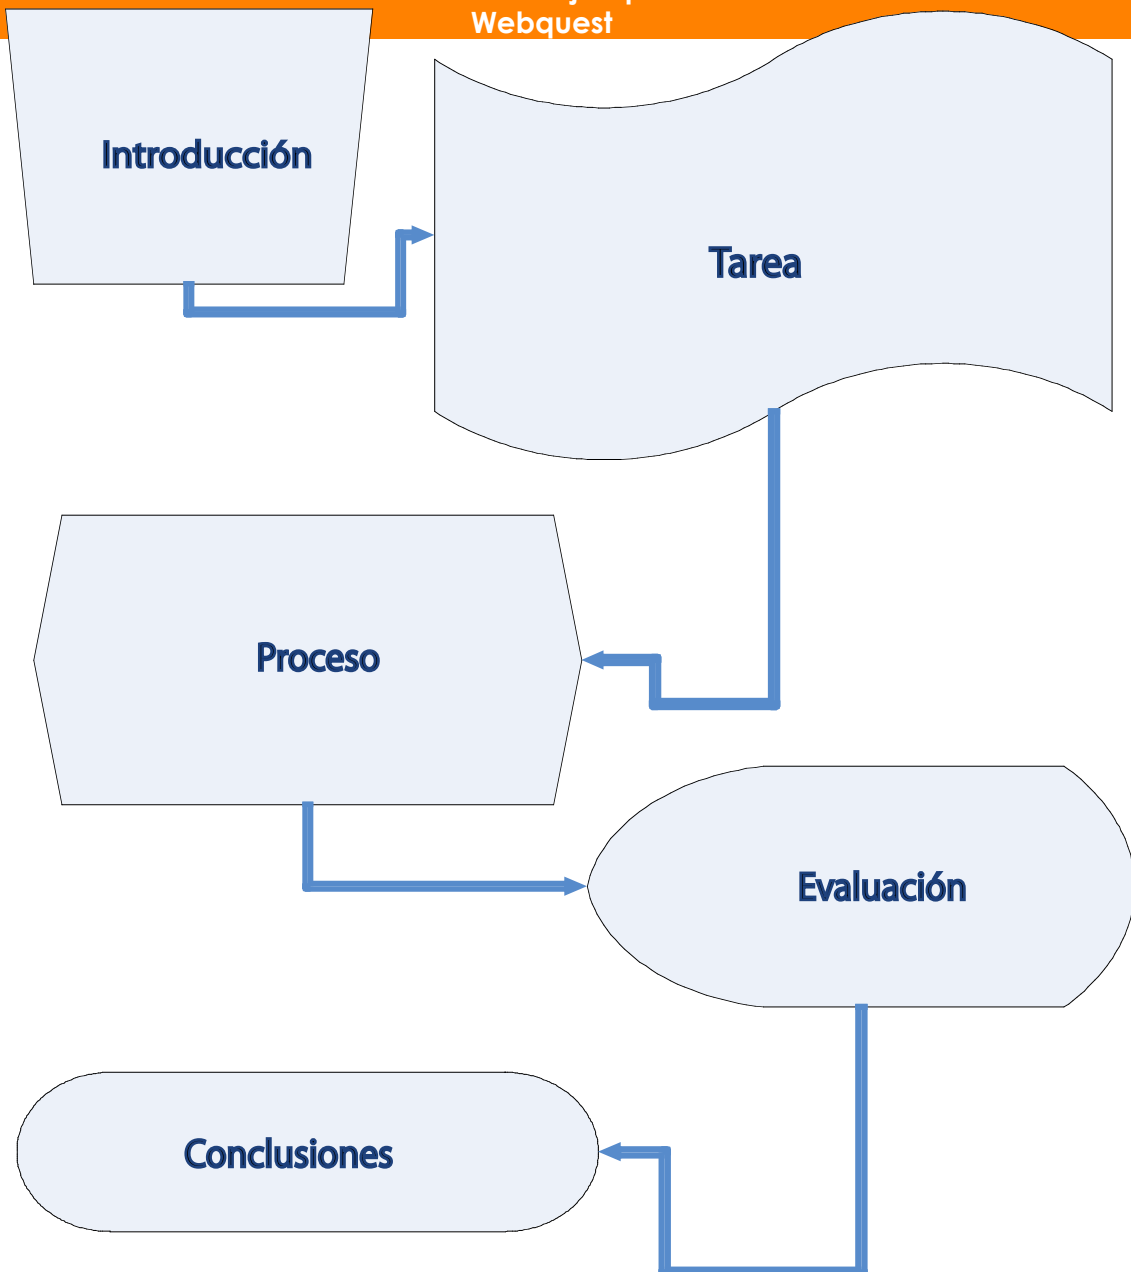 Webquest
Introducción
Tarea
Proceso
Evaluación
Conclusiones